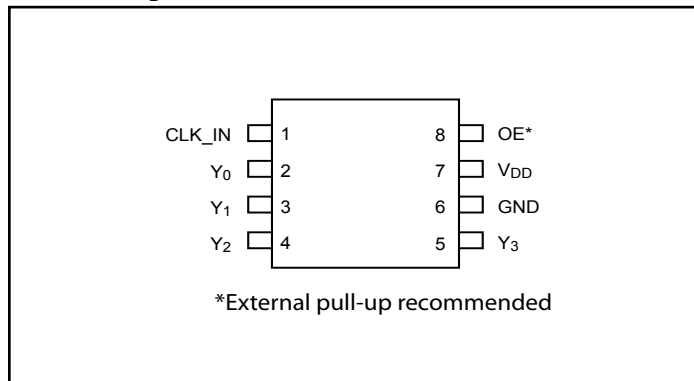 CLK_IN 1 8 OE*
Y0 2 7 VDD
Y1 3 6 GND
Y2 4 5 Y3
*External pull-up recommended